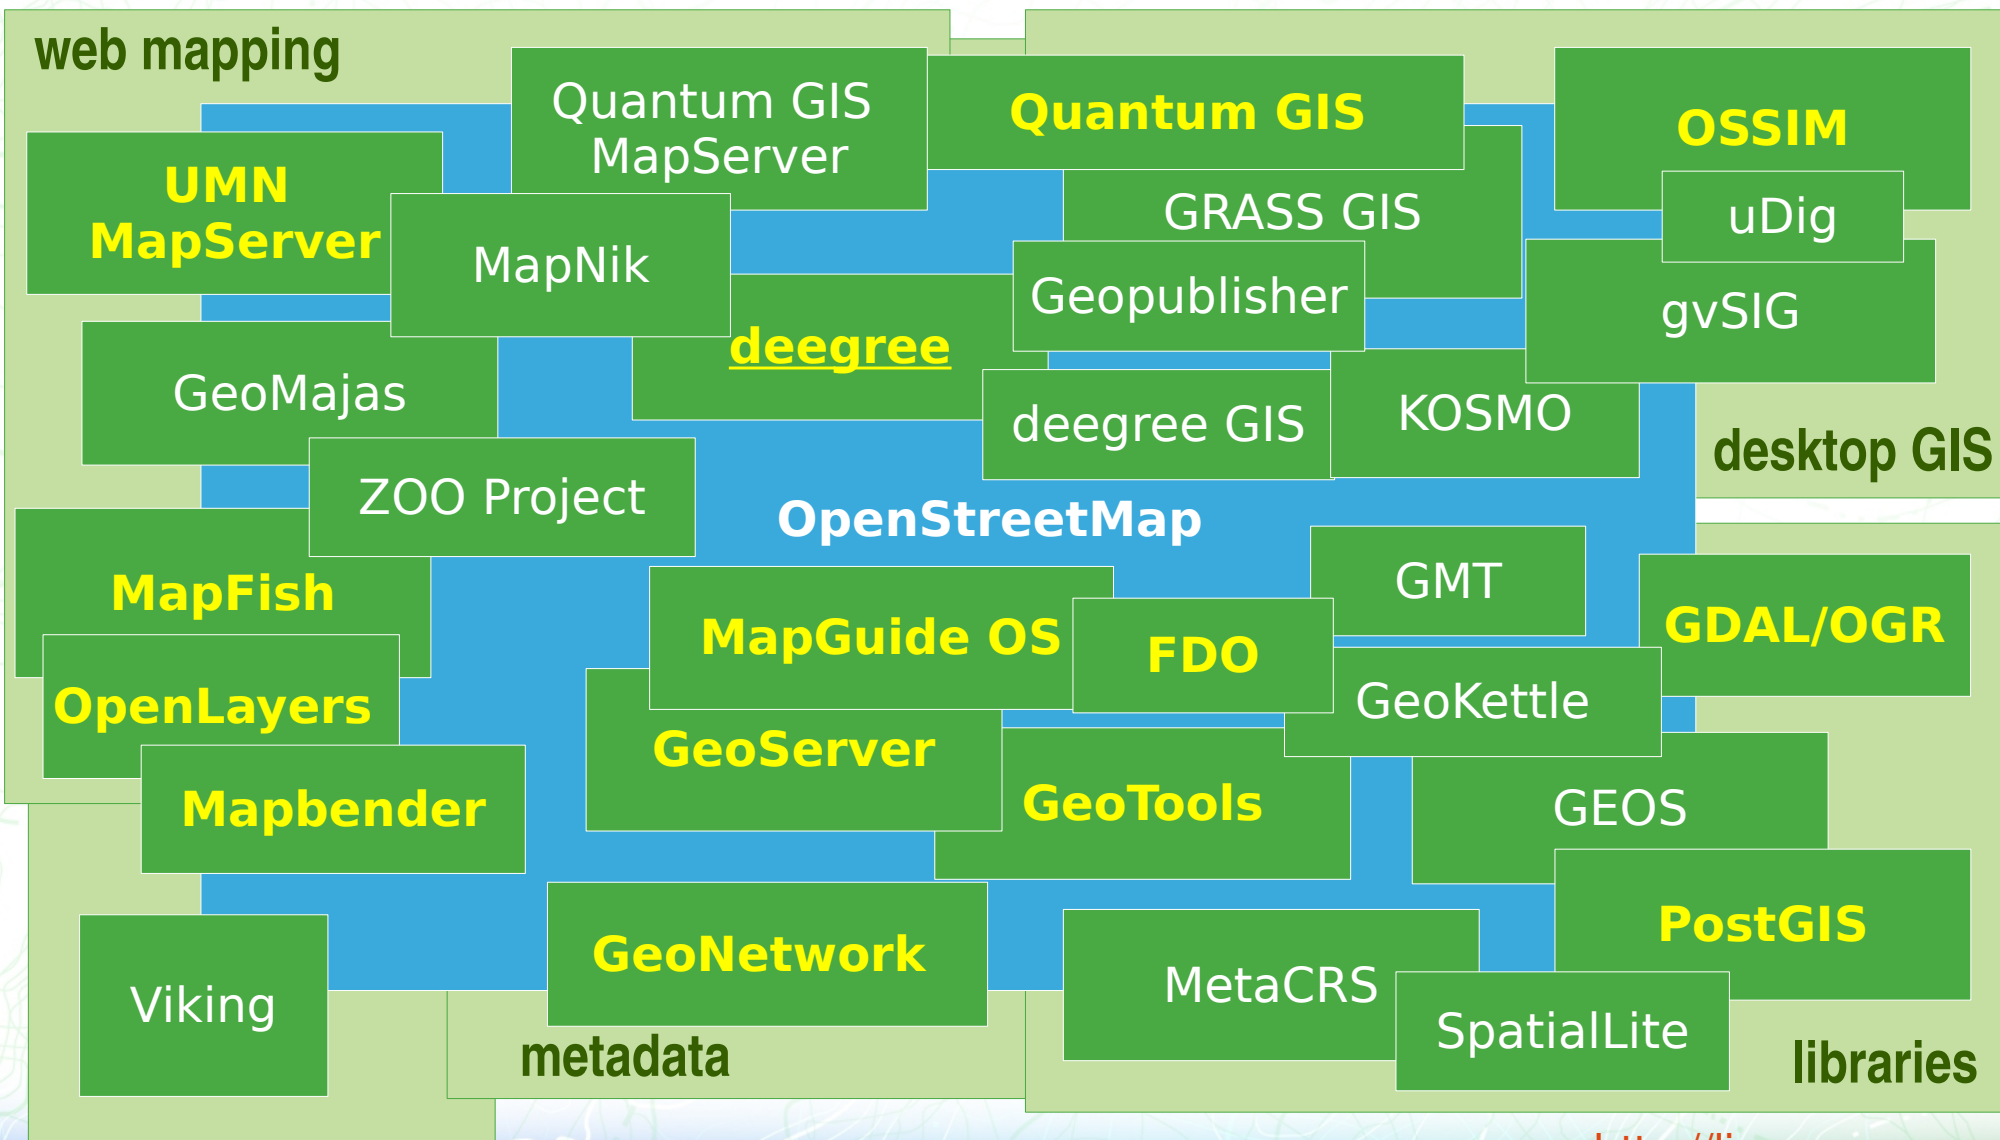 web mapping
Quantum GIS
MapServer
Quantum GIS
OSSIM
UMN
MapServer
MapNik
GRASS GIS
uDig
Geopublisher
gvSIG
deegree
GeoMajas
deegree GIS
KOSMO
desktop GIS
ZOO Project
OpenStreetMap
MapFish
GMT
GDAL/OGR
MapGuide OS
FDO
OpenLayers
GeoKettle
GeoServer
Mapbender
GeoTools
GEOS
GeoNetwork
PostGIS
Viking
MetaCRS
SpatialLite
metadata
libraries